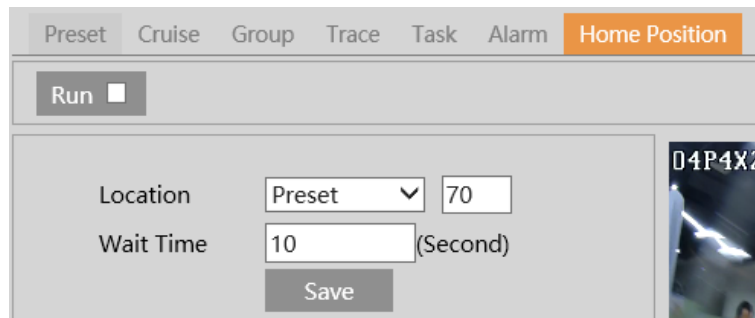 Preset Cruise Group Trace Task Alarm Home Position
Run
Location Preset 70
Wait Time 10 (Second)
Save